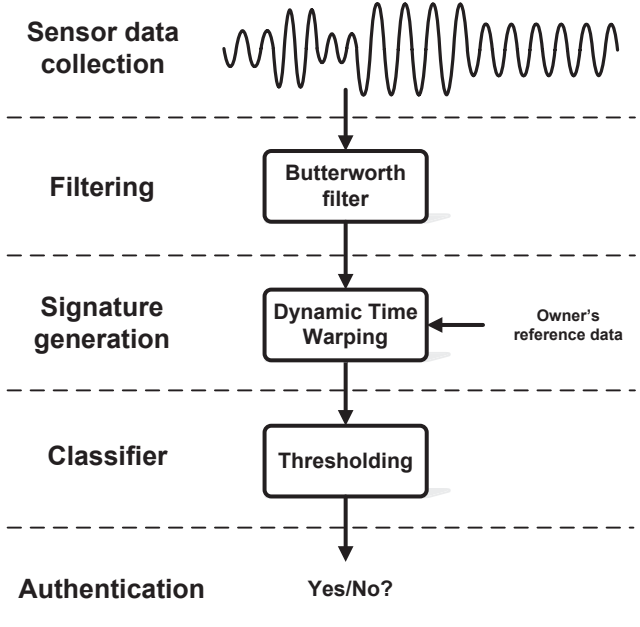 Sensor data
collection
Filtering
Butterworth
filter
Signature
generation
Dynamic Time
Warping
Owner's
reference data
Classifier
Thresholding
Authentication
Yes/No?